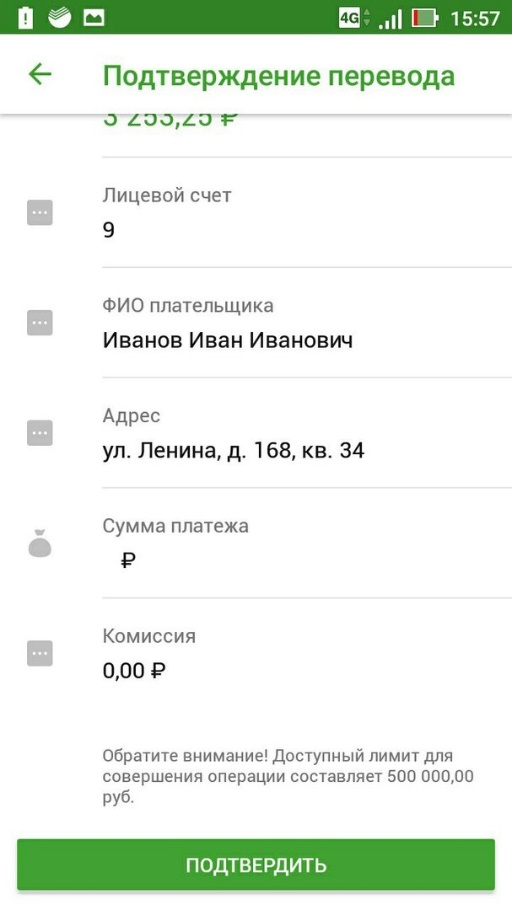 4G 15:57
Подтверждение перевода
3 253,25 ₽
Лицевой счет
9
ФИО плательщика
Иванов Иван Иванович
Адрес
ул. Ленина, д. 168, кв. 34
Сумма платежа
₽
Комиссия
0,00 ₽
Обратите внимание! Доступный лимит для
совершения операции составляет 500 000,00
руб.
ПОДТВЕРДИТЬ